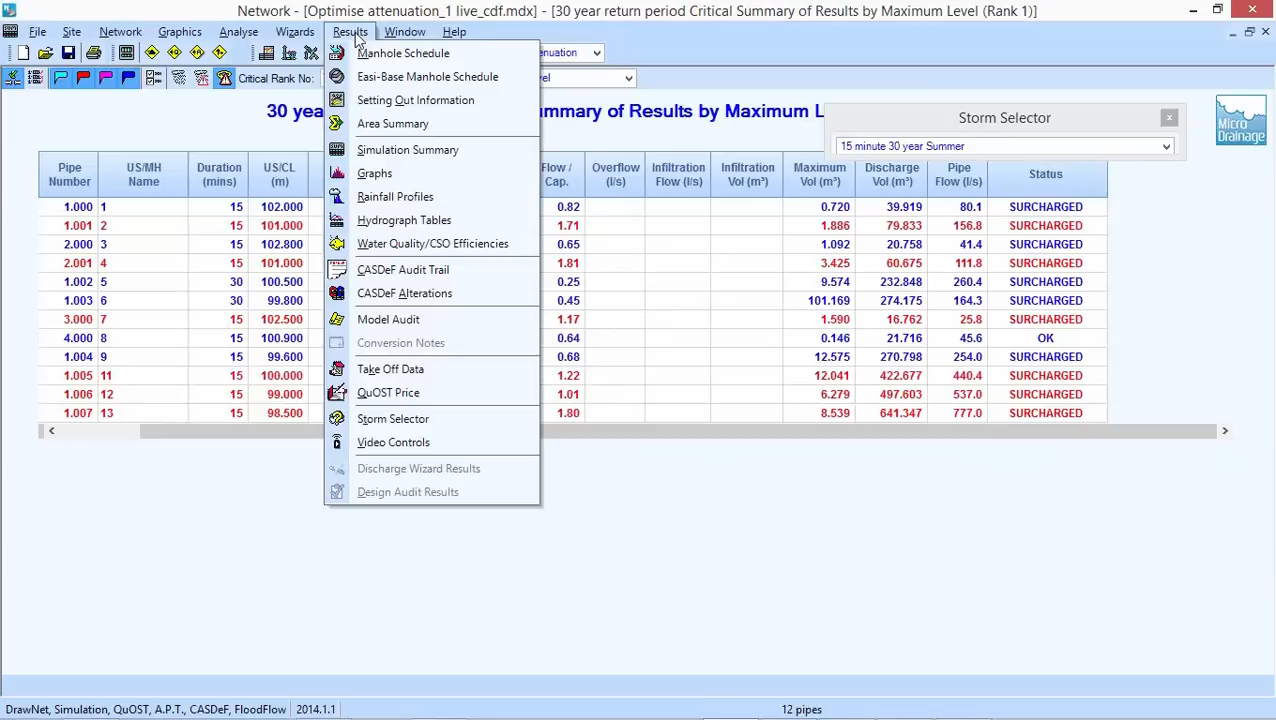 Network - [Optimise attenuation_1 live_cdf.mdx] - [30 year return period Critical Summary of Results by Maximum Level (Rank 1)]
File Site Network Graphics Analyse Wizards Results Window Help
Critical Rank No:
30 yea
ummary of Results by Maximum L
Micro
Drainage
Storm Selector
15 minute 30 year Summer
Manhole Schedule
Easi-Base Manhole Schedule
Setting Out Information
Area Summary
Simulation Summary
Graphs
Rainfall Profiles
Hydrograph Tables
Water Quality/CSO Efficiencies
CASDeF Audit Trail
CASDeF Alterations
Model Audit
Conversion Notes
Take Off Data
QuOST Price
Storm Selector
Video Controls
Discharge Wizard Results
Design Audit Results
Pipe Number US/MH Name Duration (mins) US/CL (m) Flow / Cap. Overflow (l/s) Infiltration Flow (l/s) Infiltration Vol (m³) Maximum Vol (m³) Discharge Vol (m³) Pipe Flow (l/s) Status
1.000 1 15 102.000 0.82 0.720 39.919 80.1 SURCHARGED
1.001 2 15 101.000 1.71 1.886 79.833 156.8 SURCHARGED
2.000 3 15 102.800 0.65 1.092 20.758 41.4 SURCHARGED
2.001 4 15 101.000 1.81 3.425 60.675 111.8 SURCHARGED
1.002 5 30 100.500 0.25 9.574 232.848 260.4 SURCHARGED
1.003 6 30 99.800 0.45 101.169 274.175 164.3 SURCHARGED
3.000 7 15 102.500 1.17 1.590 16.762 25.8 SURCHARGED
4.000 8 15 100.900 0.64 0.146 21.716 45.6 OK
1.004 9 15 99.600 0.68 12.575 270.798 254.0 SURCHARGED
1.005 11 15 100.000 1.22 12.041 422.677 440.4 SURCHARGED
1.006 12 15 99.000 1.01 6.279 497.603 537.0 SURCHARGED
1.007 13 15 98.500 1.80 8.539 641.347 777.0 SURCHARGED
DrawNet, Simulation, QuOST, A.P.T., CASDeF, FloodFlow 2014.1.1 12 pipes